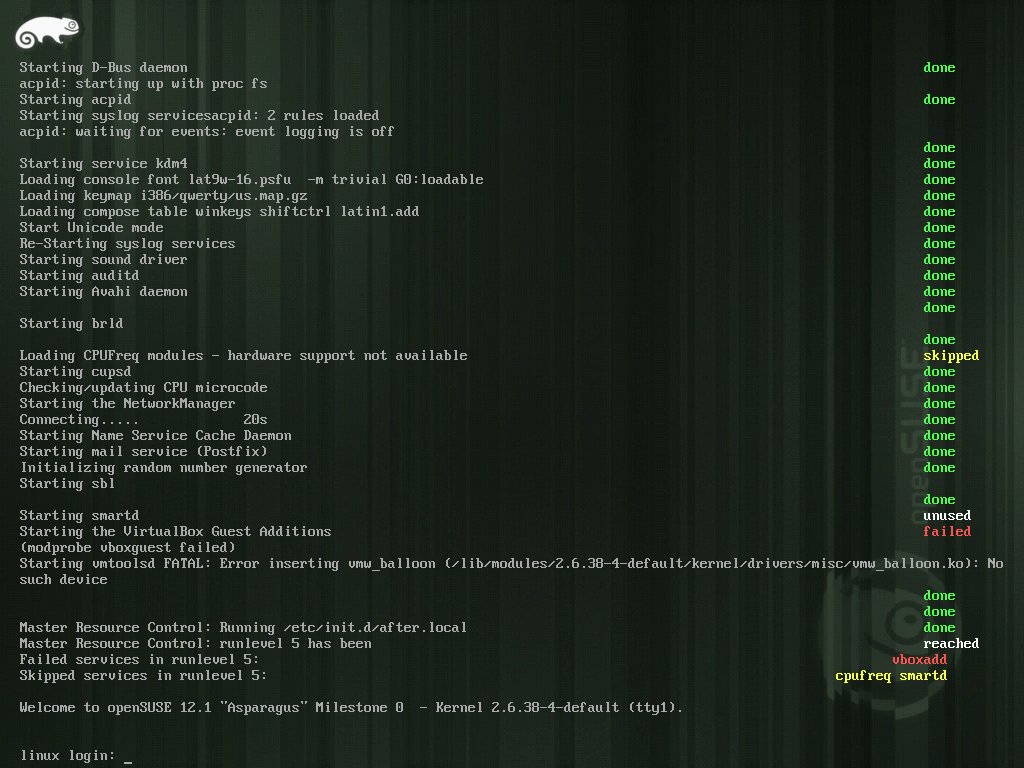 Starting D-Bus daemon done
acpid: starting up with proc fs
Starting acpid done
Starting syslog servicesacpid: 2 rules loaded
acpid: waiting for events: event logging is off
done
Starting service kdm4 done
Loading console font lat9w-16.psfu  -m trivial G0:loadable done
Loading keymap i386/qwerty/us.map.gz done
Loading compose table winkeys shiftctrl latin1.add done
Start Unicode mode done
Re-Starting syslog services done
Starting sound driver done
Starting auditd done
Starting Avahi daemon done
done
Starting brld
done
Loading CPUFreq modules - hardware support not available skipped
Starting cupsd done
Checking/updating CPU microcode done
Starting the NetworkManager done
Connecting..... 20s done
Starting Name Service Cache Daemon done
Starting mail service (Postfix) done
Initializing random number generator done
Starting sbl
done
Starting smartd unused
Starting the VirtualBox Guest Additions failed
(modprobe vboxguest failed)
Starting vmtoolsd FATAL: Error inserting vmw_balloon (/lib/modules/2.6.38-4-default/kernel/drivers/misc/vmw_balloon.ko): No
such device
done
done
Master Resource Control: Running /etc/init.d/after.local done
Master Resource Control: runlevel 5 has been reached
Failed services in runlevel 5: vboxadd
Skipped services in runlevel 5: cpufreq smartd
Welcome to openSUSE 12.1 "Asparagus" Milestone 0  - Kernel 2.6.38-4-default (tty1).
linux login: _
openSUSE